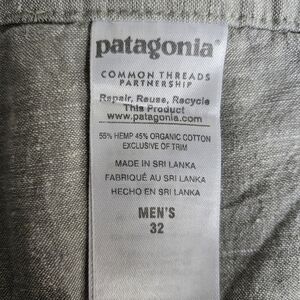 patagonia®
COMMON THREADS
PARTNERSHIP
Repair, Reuse, Recycle
This Product
www.patagonia.com
55% HEMP 45% ORGANIC COTTON
EXCLUSIVE OF TRIM
MADE IN SRI LANKA
FABRIQUÉ AU SRI LANKA
HECHO EN SRI LANKA
MEN'S
32